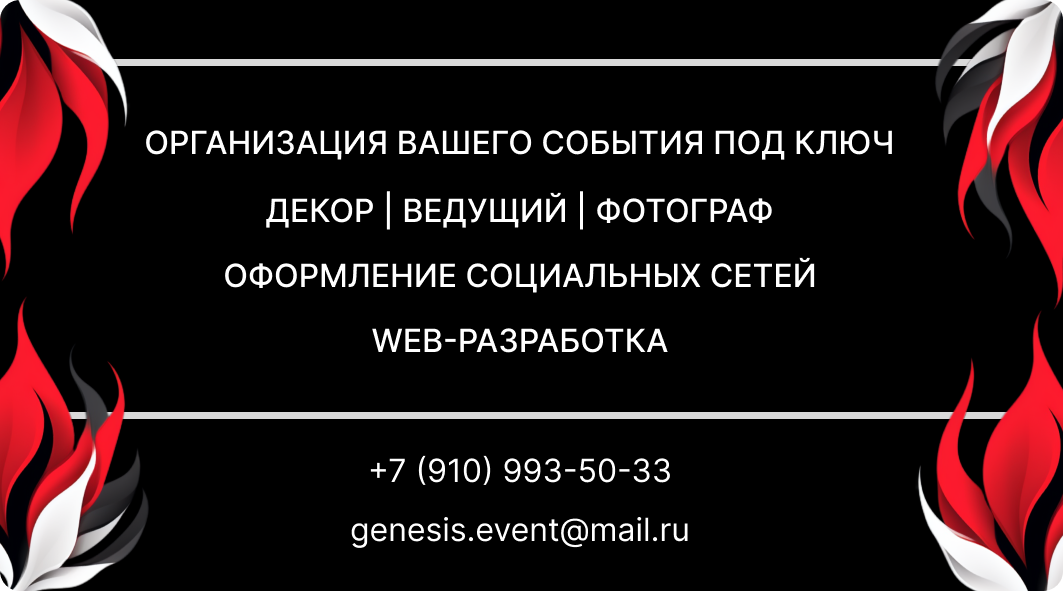 ОРГАНИЗАЦИЯ ВАШЕГО СОБЫТИЯ ПОД КЛЮЧ
ДЕКОР | ВЕДУЩИЙ | ФОТОГРАФ
ОФОРМЛЕНИЕ СОЦИАЛЬНЫХ СЕТЕЙ
WEB-РАЗРАБОТКА
+7 (910) 993-50-33
genesis.event@mail.ru